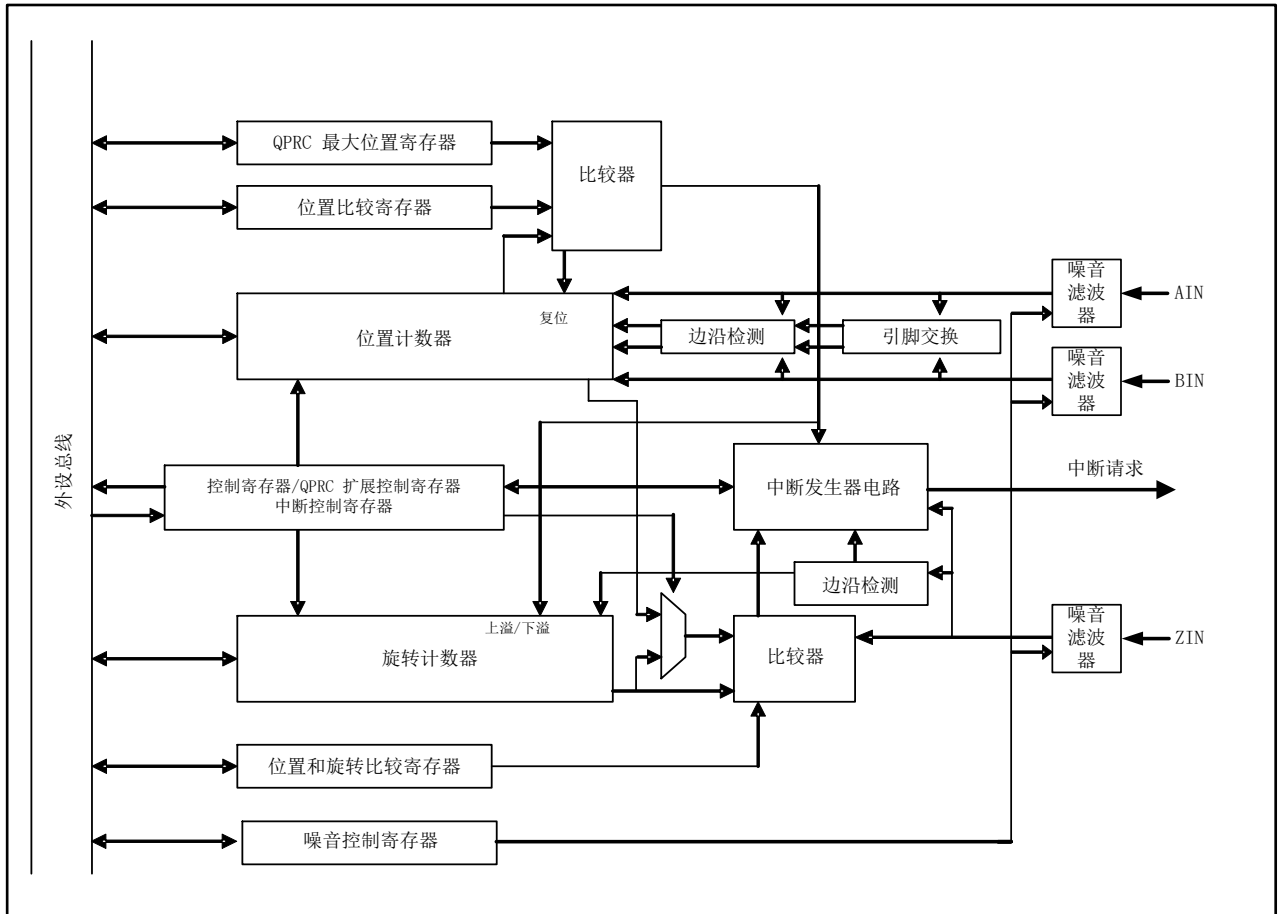 QPRC 最大位置寄存器
比较器
位置比较寄存器
噪音
滤波
器
AIN
复位
位置计数器
边沿检测
引脚交换
噪音
滤波
器
BIN
外设总线
控制寄存器/QPRC 扩展控制寄存器
中断控制寄存器
中断发生器电路
中断请求
边沿检测
上溢/下溢
旋转计数器
比较器
噪音
滤波
器
ZIN
位置和旋转比较寄存器
噪音控制寄存器